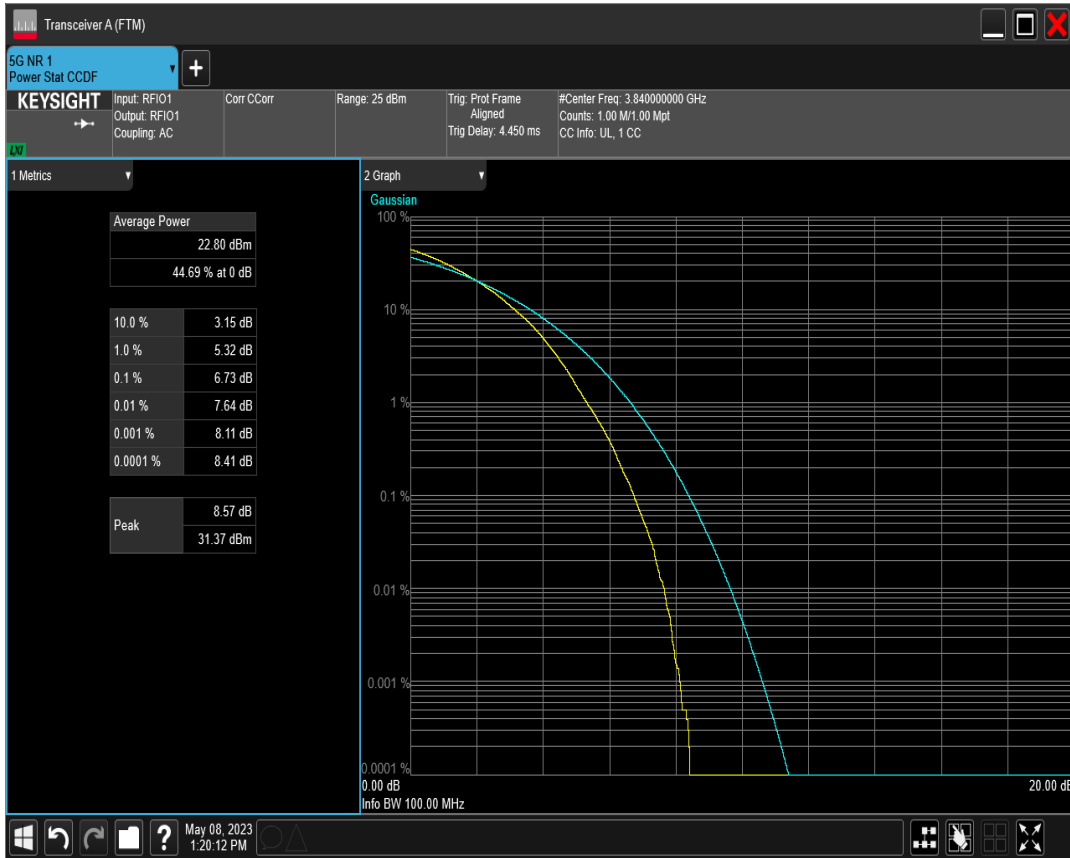 Transceiver A (FTM)
5G NR 1
Power Stat CCDF
+
KEYSIGHT
LXI
Input: RFIO1
Output: RFIO1
Coupling: AC
Corr CCorr
Range: 25 dBm
Trig: Prot Frame
Aligned
Trig Delay: 4.450 ms
#Center Freq: 3.840000000 GHz
Counts: 1.00 M/1.00 Mpt
CC Info: UL, 1 CC
1 Metrics
Average Power
22.80 dBm
44.69 % at 0 dB
10.0 % 3.15 dB
1.0 % 5.32 dB
0.1 % 6.73 dB
0.01 % 7.64 dB
0.001 % 8.11 dB
0.0001 % 8.41 dB
Peak
8.57 dB
31.37 dBm
2 Graph
Gaussian
100 %
10 %
1 %
0.1 %
0.01 %
0.001 %
0.0001 %
0.00 dB 20.00 dB
Info BW 100.00 MHz
?
May 08, 2023
1:20:12 PM